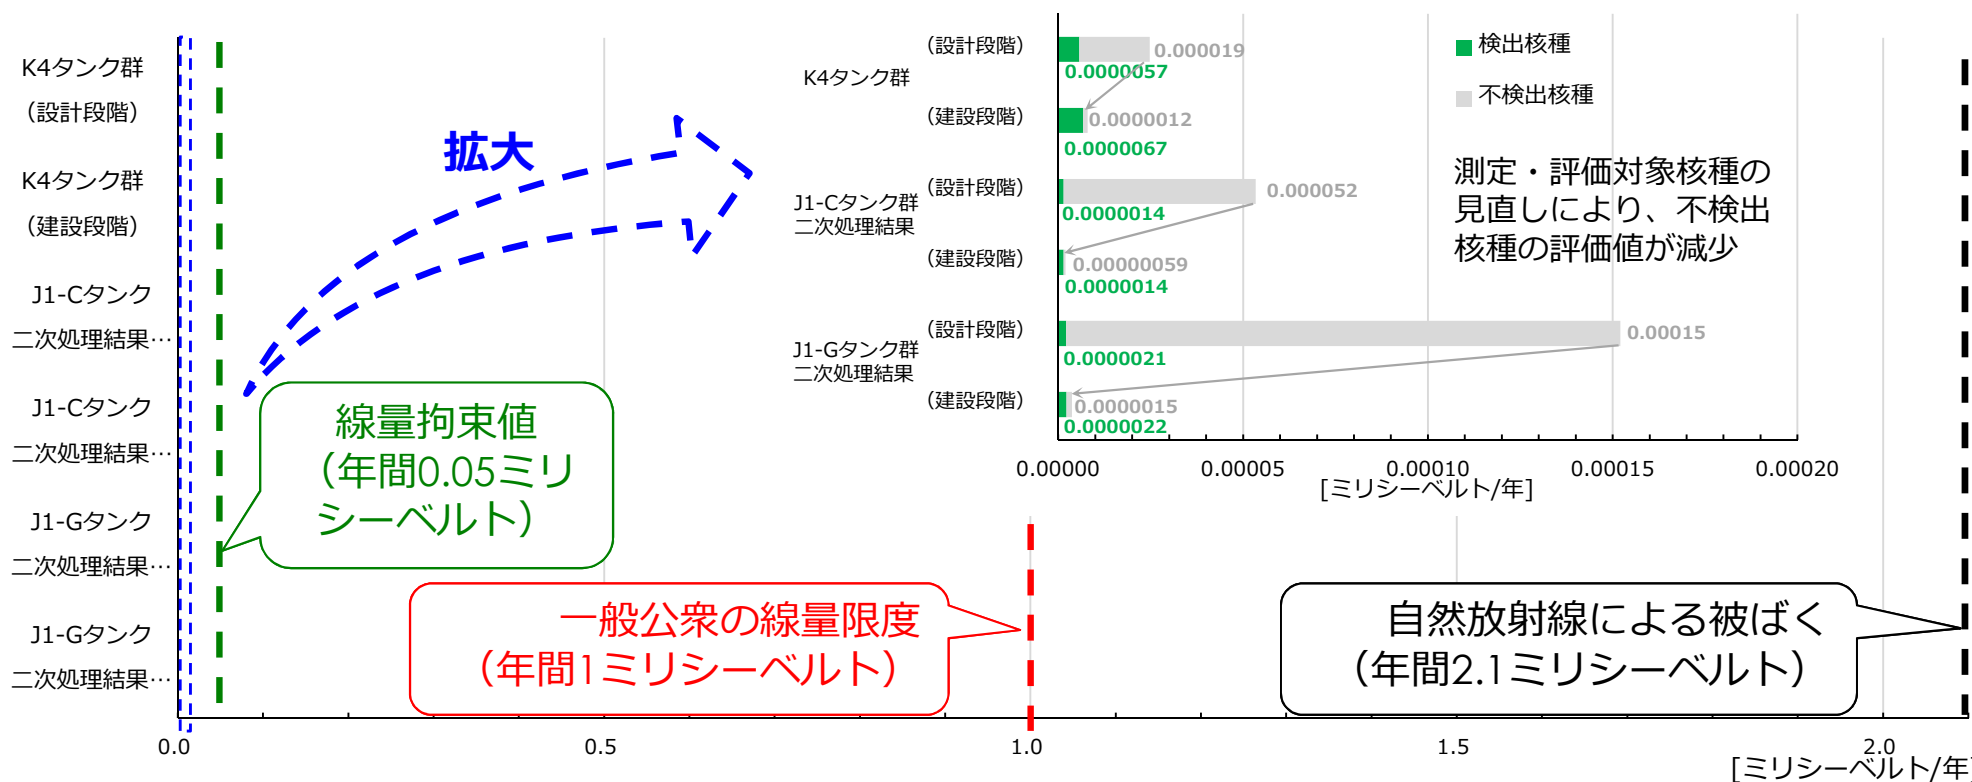 K4タンク群
（設計段階）
K4タンク群
（建設段階）
J1-Cタンク
二次処理結果…
J1-Cタンク
二次処理結果…
J1-Gタンク
二次処理結果…
J1-Gタンク
二次処理結果…
拡大
線量拘束値
（年間0.05ミリ
シーベルト）
一般公衆の線量限度
（年間1ミリシーベルト）
自然放射線による被ばく
（年間2.1ミリシーベルト）
0.0
0.5
1.0
1.5
2.0
[ミリシーベルト/年]
K4タンク群
（設計段階）
0.000019
0.0000057
（建設段階）
0.0000012
0.0000067
J1-Cタンク群
二次処理結果
（設計段階）
0.000052
0.0000014
（建設段階）
0.00000059
0.0000014
J1-Gタンク群
二次処理結果
（設計段階）
0.00015
0.0000021
（建設段階）
0.0000015
0.0000022
0.00000
0.00005
0.00010
0.00015
0.00020
[ミリシーベルト/年]
検出核種
不検出核種
測定・評価対象核種の
見直しにより、不検出
核種の評価値が減少